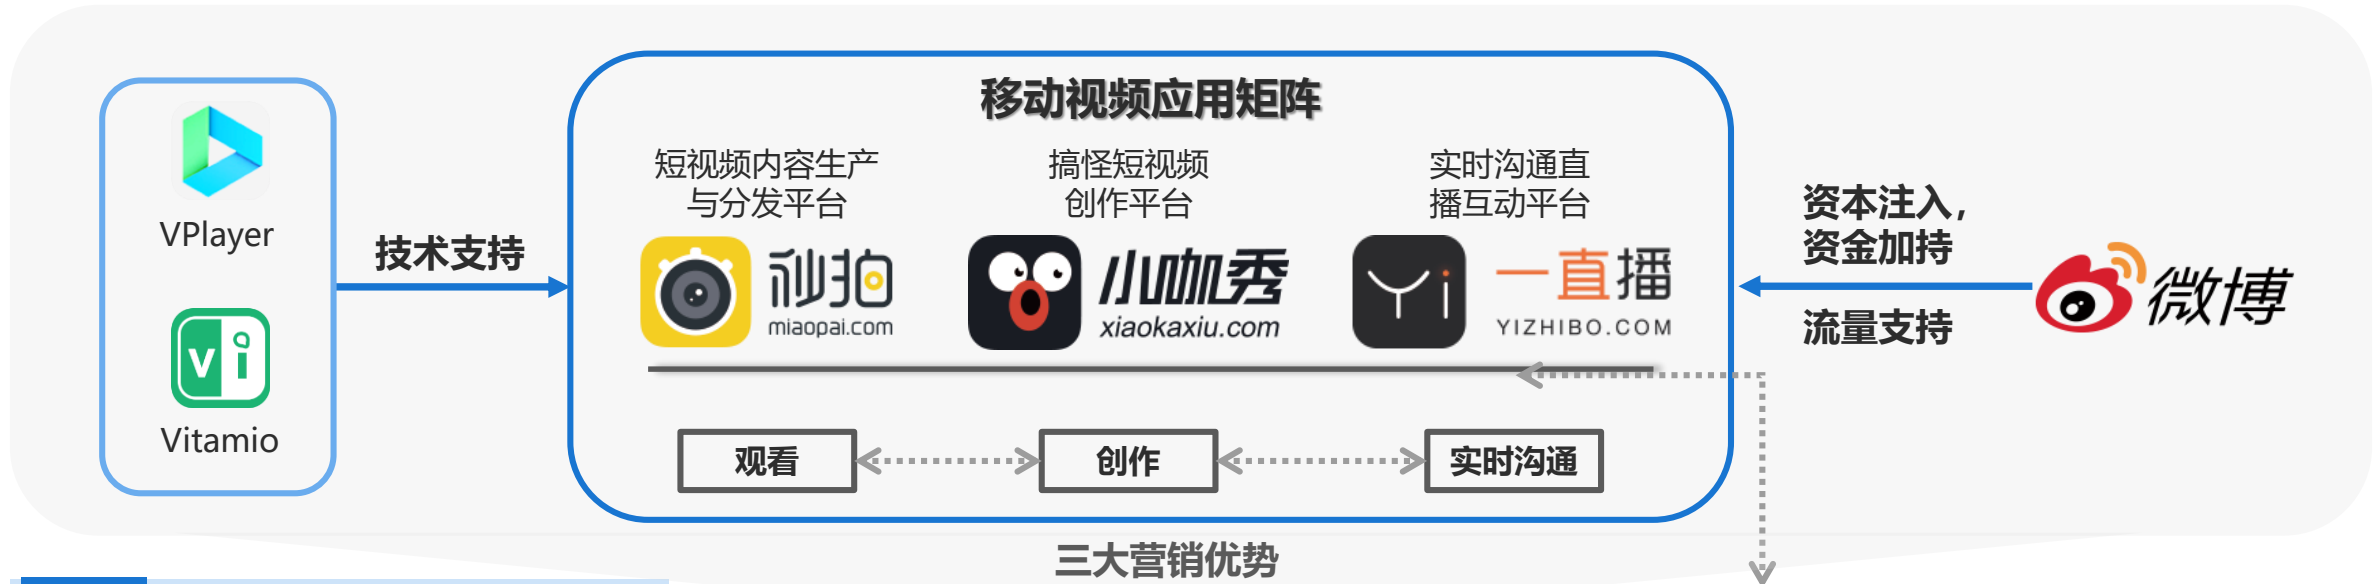 移动视频应用矩阵
短视频内容生产
与分发平台
搞怪短视频
创作平台
实时沟通直
播互动平台
VPlayer
Vitamio
vi
技术支持
秒拍
miaopai.com
小咖秀
xiaokaxiu.com
Yi
一直播
YIZHIBO.COM
资本注入，
资金加持
流量支持
微博
观看
创作
实时沟通
三大营销优势